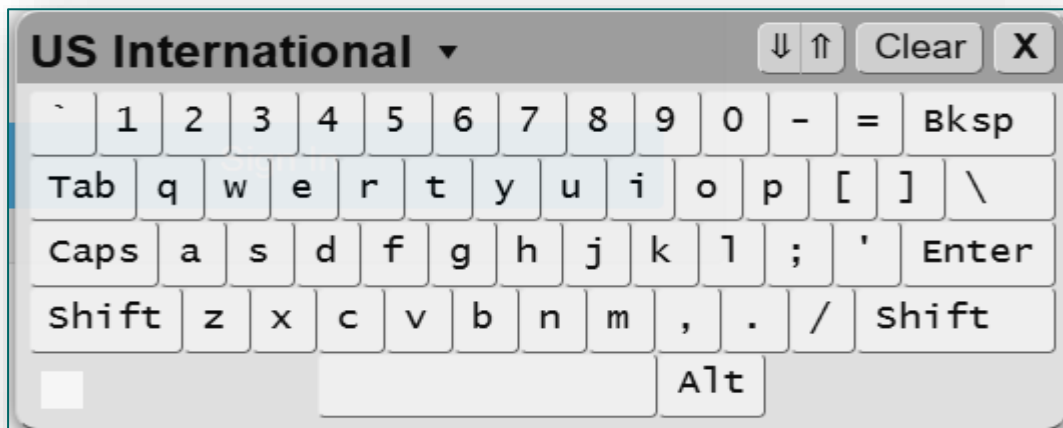 US International ▾ ⇓ ⇑ Clear X
` 1 2 3 4 5 6 7 8 9 0 - = Bksp
Tab q w e r t y u i o p [ ] \
Caps a s d f g h j k l ; ' Enter
Shift z x c v b n m , . / Shift
Alt